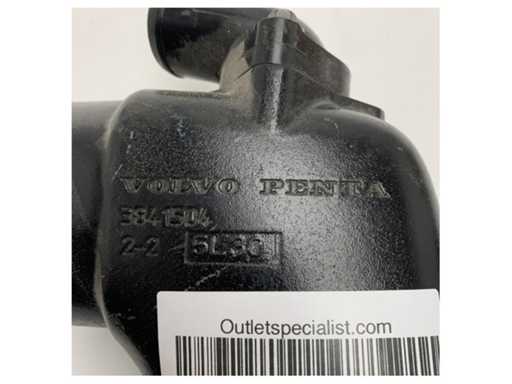 VOLVO PENTA
3841504
2-2 5L30
Outletspecialist.com